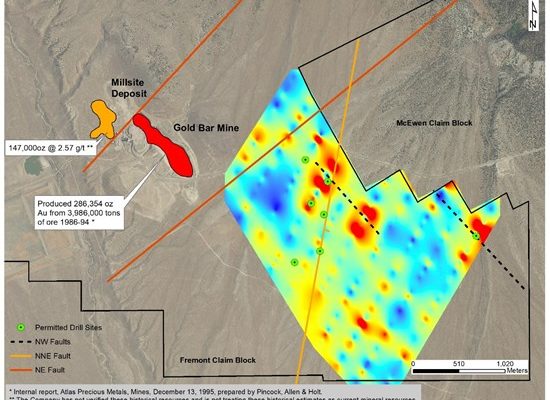 Millsite
Deposit
Gold Bar Mine
McEwen Claim Block
147,000oz @ 2.57 g/t **
Produced 286,354 oz
Au from 3,986,000 tons
of ore 1986-94 *
Permitted Drill Sites
NW Faults
NNE Fault
NE Fault
Fremont Claim Block
0 510 1,020
Meters
* Internal report, Atlas Precious Metals, Mines, December 13, 1995, prepared by Pincock, Allen & Holt.
** The Company has not verified these historical resources and is not treating these historical estimates as current mineral resources